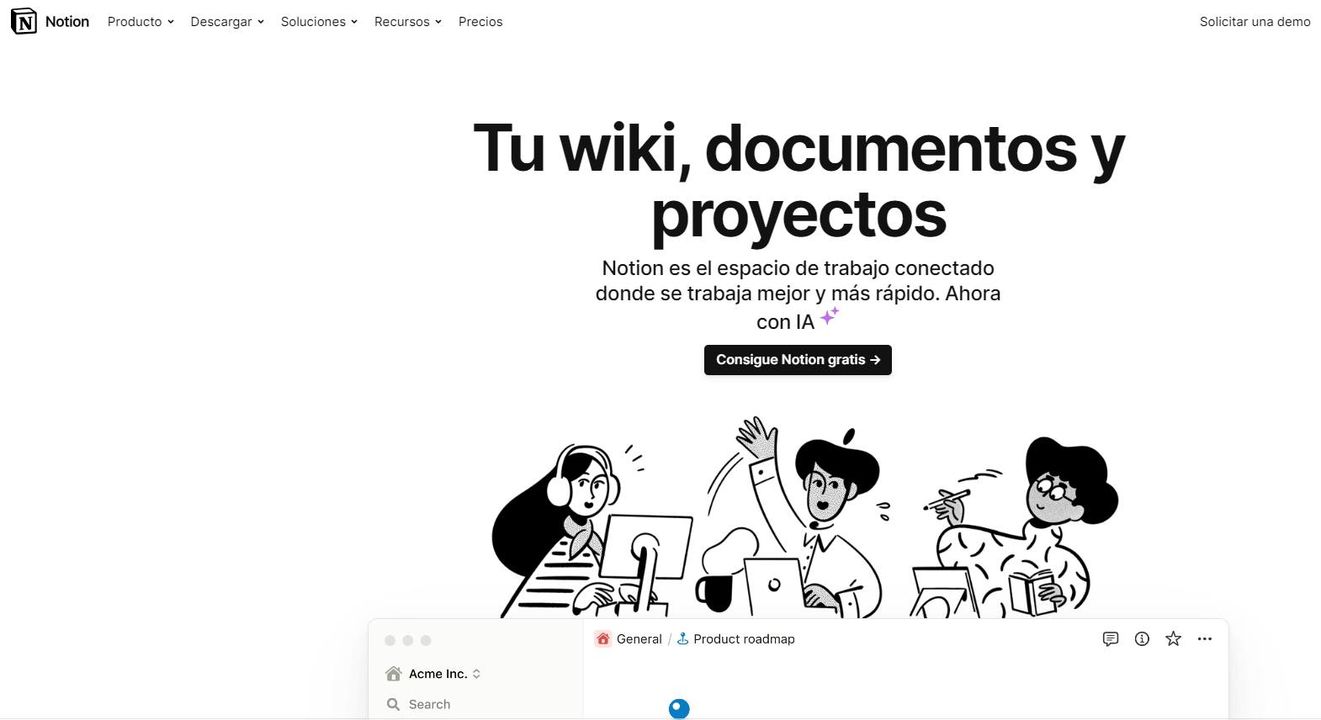 Notion Producto Descargar Soluciones Recursos Precios Solicitar una demo
Tu wiki, documentos y
proyectos
Notion es el espacio de trabajo conectado
donde se trabaja mejor y más rápido. Ahora
con IA
Consigue Notion gratis →
General / Product roadmap
Acme Inc.
Search